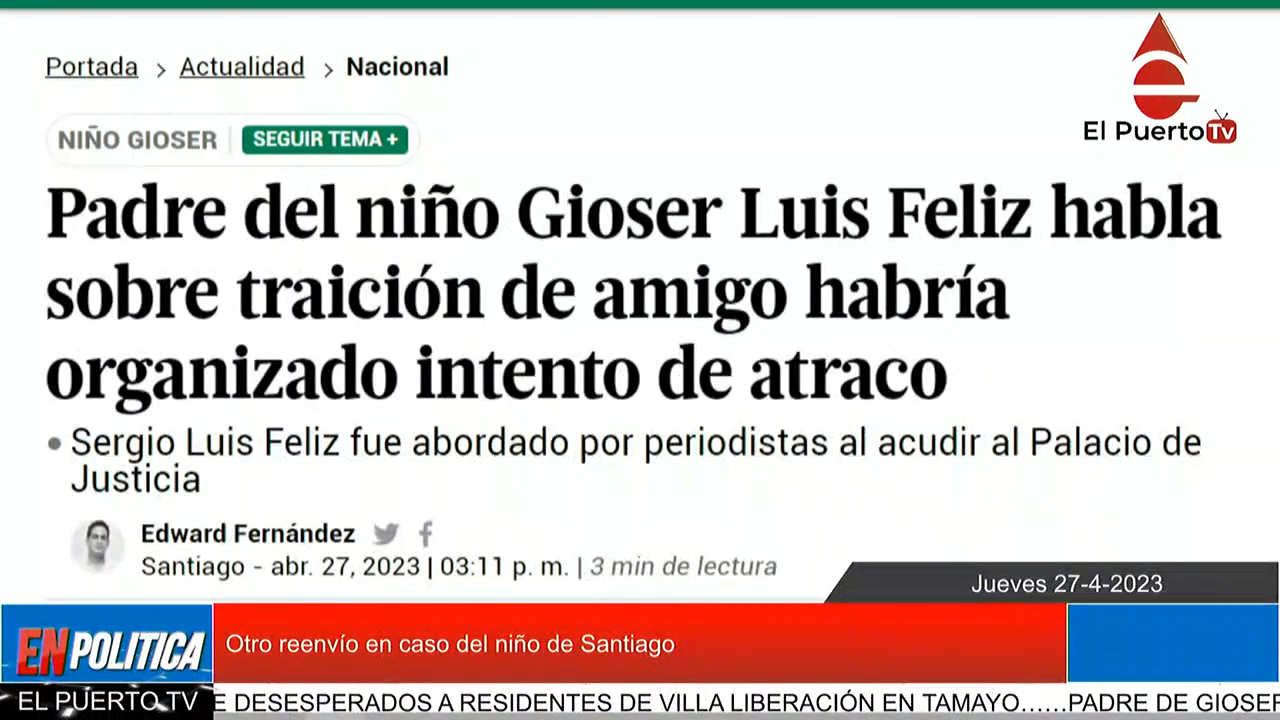 Portada > Actualidad > Nacional
El Puerto Tv
NIÑO GIOSER | SEGUIR TEMA +
Padre del niño Gioser Luis Feliz habla
sobre traición de amigo habría
organizado intento de atraco
• Sergio Luis Feliz fue abordado por periodistas al acudir al Palacio de
Justicia
Edward Fernández
Santiago - abr. 27, 2023 | 03:11 p. m. | 3 min de lectura
Jueves 27-4-2023
EN POLITICA
Otro reenvío en caso del niño de Santiago
EL PUERTO TV
E DESESPERADOS A RESIDENTES DE VILLA LIBERACIÓN EN TAMAYO......PADRE DE GIOSER